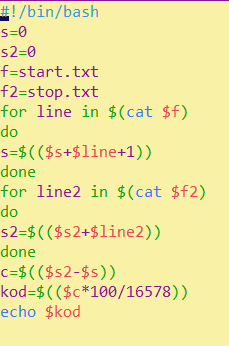 #!/bin/bash
s=0
s2=0
f=start.txt
f2=stop.txt
for line in $(cat $f)
do
s=$(($s+$line+1))
done
for line2 in $(cat $f2)
do
s2=$(($s2+$line2))
done
c=$(($s2-$s))
kod=$(($c*100/16578))
echo $kod